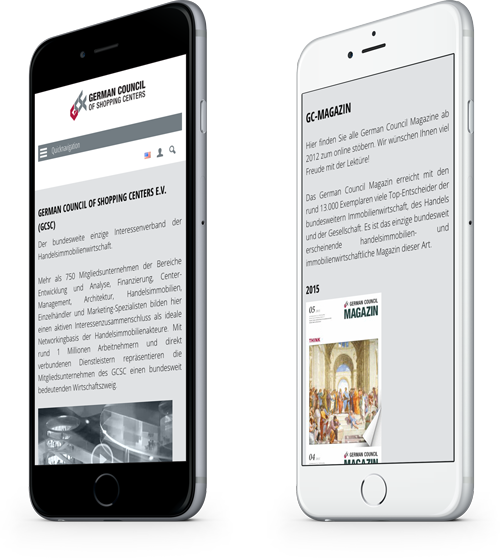 GERMAN COUNCIL
OF SHOPPING CENTERS
Quicknavigation
GERMAN COUNCIL OF SHOPPING CENTERS E.V.
(GCSC)
Der bundesweite einzige Interessenverband der
Handelsimmobilienwirtschaft.
Mehr als 750 Mitgliedsunternehmen der Bereiche
Entwicklung und Analyse, Finanzierung, Center-
Management, Architektur, Handelsimmobilien,
Einzelhändler und Marketing-Spezialisten bilden hier
einen aktiven Interessenzusammenschluss als ideale
Networkingbasis der Handelsimmobilienakteure. Mit
rund 1 Millionen Arbeitnehmern und direkt
verbundenen Dienstleistern repräsentieren die
Mitgliedsunternehmen des GCSC einen bundesweit
bedeutenden Wirtschaftszweig.
GC-MAGAZIN
Hier finden Sie alle German Council Magazine ab
2012 zum online stöbern. Wir wünschen Ihnen viel
Freude mit der Lektüre!
Das German Council Magazin erreicht mit den
rund 13.000 Exemplaren viele Top-Entscheider der
bundesweitern Immobilienwirtschaft, des Handels
und der Gesellschaft. Es ist das einzige bundesweit
erscheinende handelsimmobilien- und
immobilienwirtschaftliche Magazin dieser Art.
2015
05
GERMAN COUNCIL
MAGAZIN
THINK
04
GERMAN COUNCIL
MAGAZIN